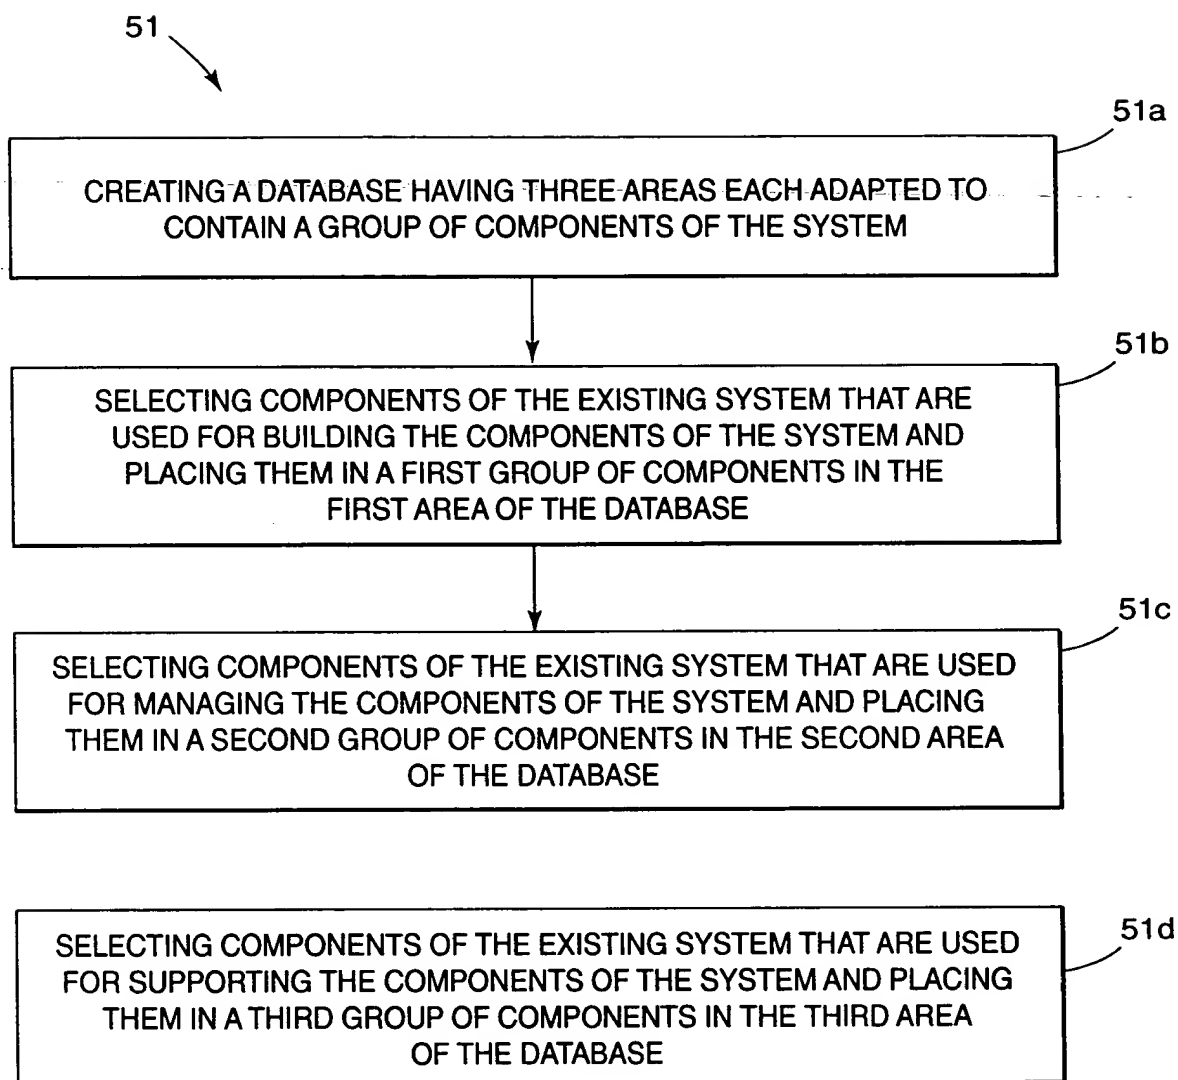 51
51a
CREATING A DATABASE HAVING THREE AREAS EACH ADAPTED TO
CONTAIN A GROUP OF COMPONENTS OF THE SYSTEM
51b
SELECTING COMPONENTS OF THE EXISTING SYSTEM THAT ARE
USED FOR BUILDING THE COMPONENTS OF THE SYSTEM AND
PLACING THEM IN A FIRST GROUP OF COMPONENTS IN THE
FIRST AREA OF THE DATABASE
51c
SELECTING COMPONENTS OF THE EXISTING SYSTEM THAT ARE USED
FOR MANAGING THE COMPONENTS OF THE SYSTEM AND PLACING
THEM IN A SECOND GROUP OF COMPONENTS IN THE SECOND AREA
OF THE DATABASE
51d
SELECTING COMPONENTS OF THE EXISTING SYSTEM THAT ARE USED
FOR SUPPORTING THE COMPONENTS OF THE SYSTEM AND PLACING
THEM IN A THIRD GROUP OF COMPONENTS IN THE THIRD AREA
OF THE DATABASE